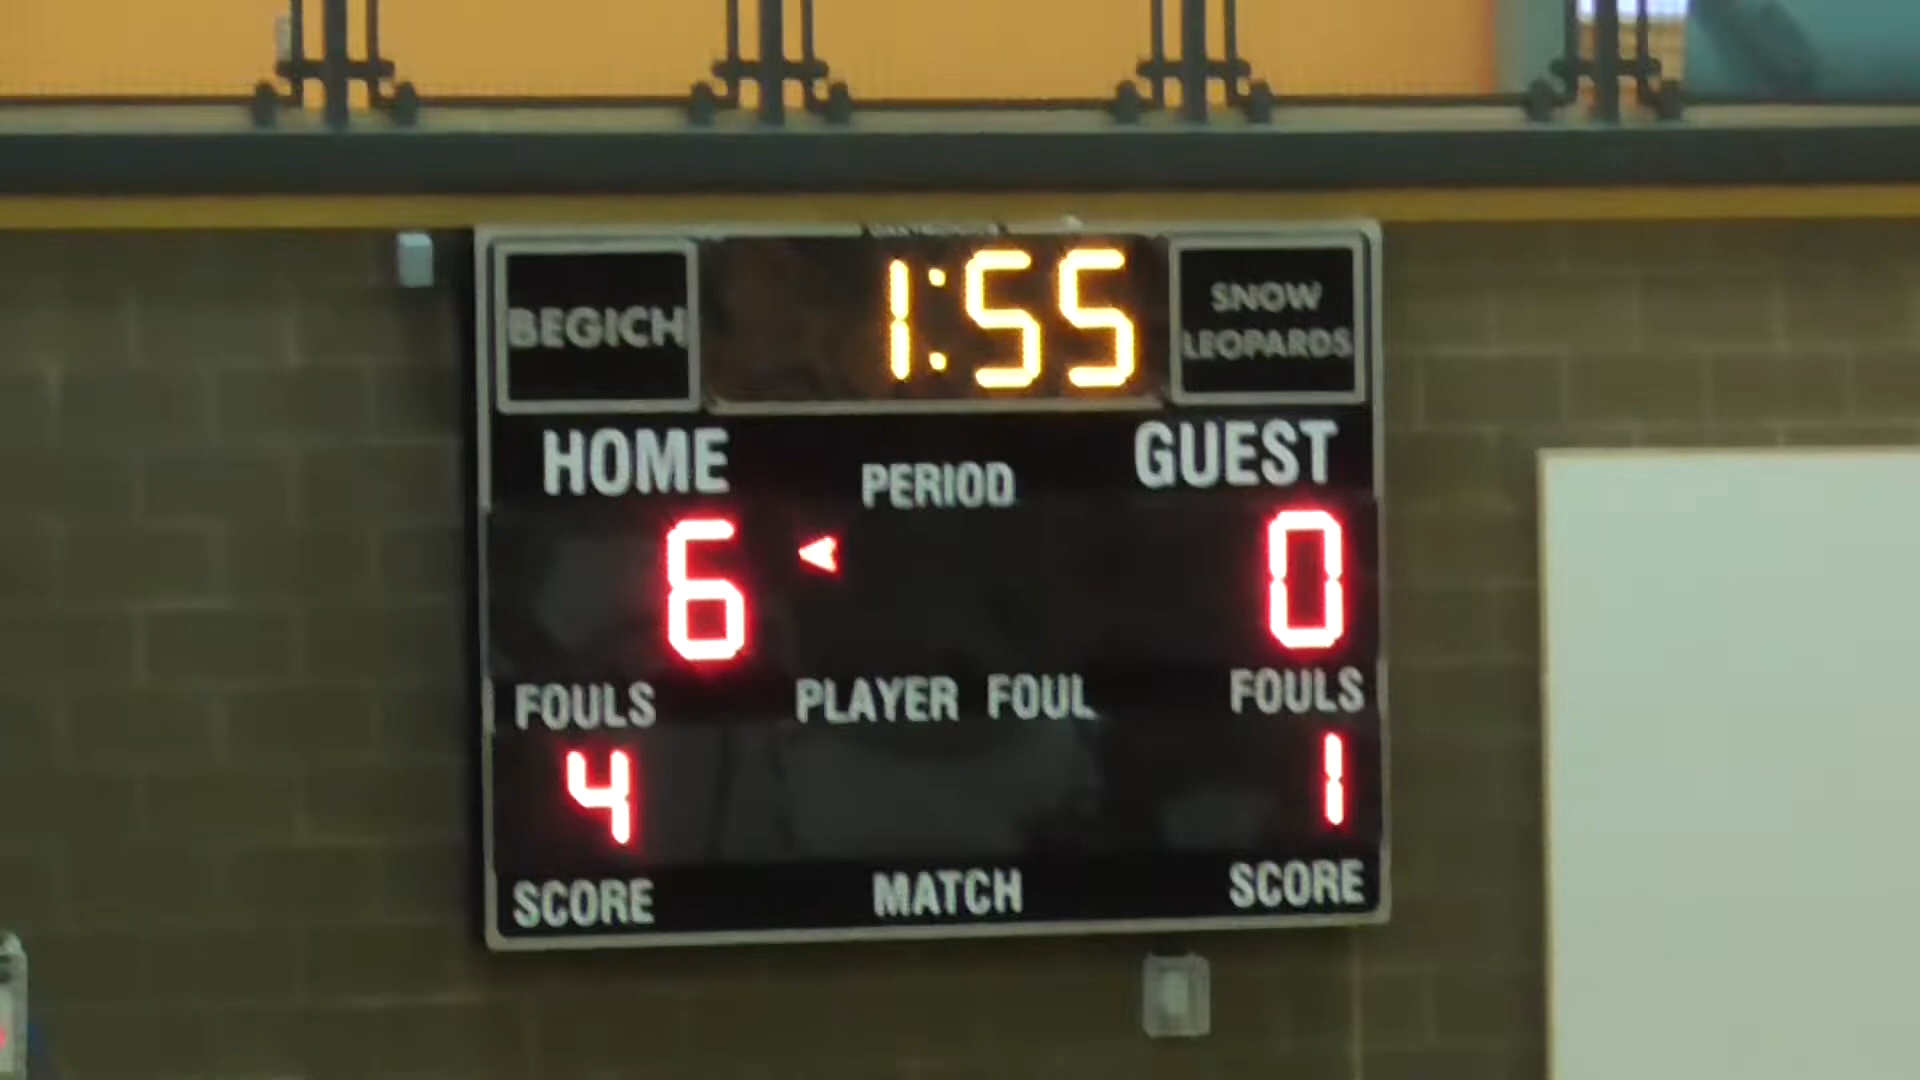 BEGICH
1:55
SNOW
LEOPARDS
HOME
PERIOD
GUEST
6
0
FOULS
PLAYER FOUL
FOULS
4
1
SCORE
MATCH
SCORE